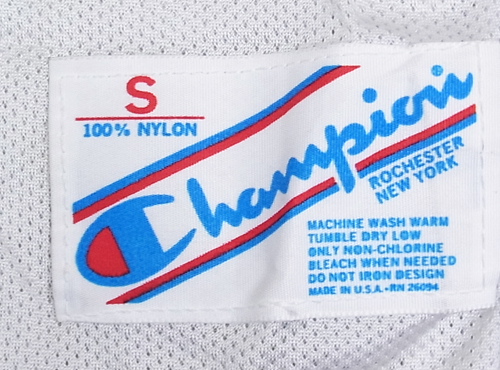 S
100% NYLON
Champion
ROCHESTER
NEW YORK
MACHINE WASH WARM
TUMBLE DRY LOW
ONLY NON-CHLORINE
BLEACH WHEN NEEDED
DO NOT IRON DESIGN
MADE IN U.S.A. • RN 26094